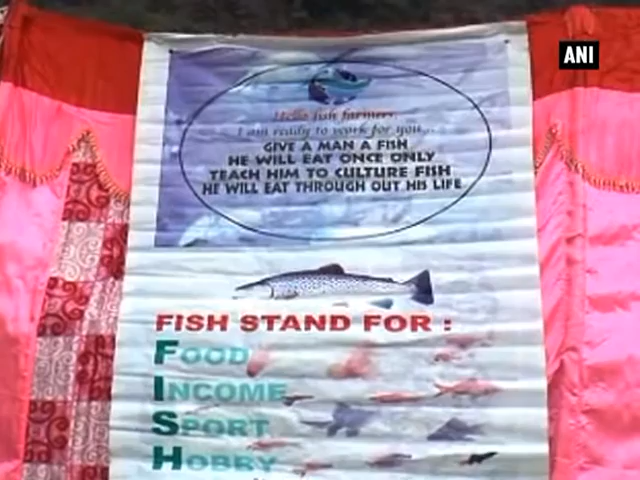 ANI
Hello fish farmers,
I am ready to work for you...
GIVE A MAN A FISH
HE WILL EAT ONCE ONLY
TEACH HIM TO CULTURE FISH
HE WILL EAT THROUGH OUT HIS LIFE
FISH STAND FOR :
FOOD
INCOME
SPORT
HOBBY